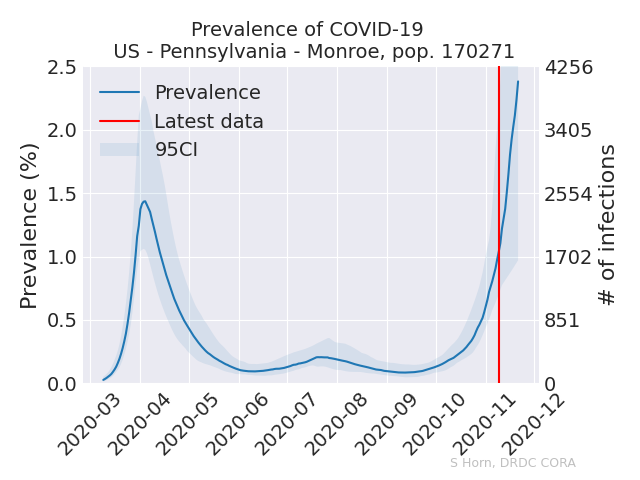 Prevalence of COVID-19
US - Pennsylvania - Monroe, pop. 170271
Prevalence (%)
2.5
2.0
1.5
1.0
0.5
0.0
Prevalence
Latest data
95CI
4256
3405
2554
1702
851
0
# of infections
2020-03
2020-04
2020-05
2020-06
2020-07
2020-08
2020-09
2020-10
2020-11
2020-12
S Horn, DRDC CORA